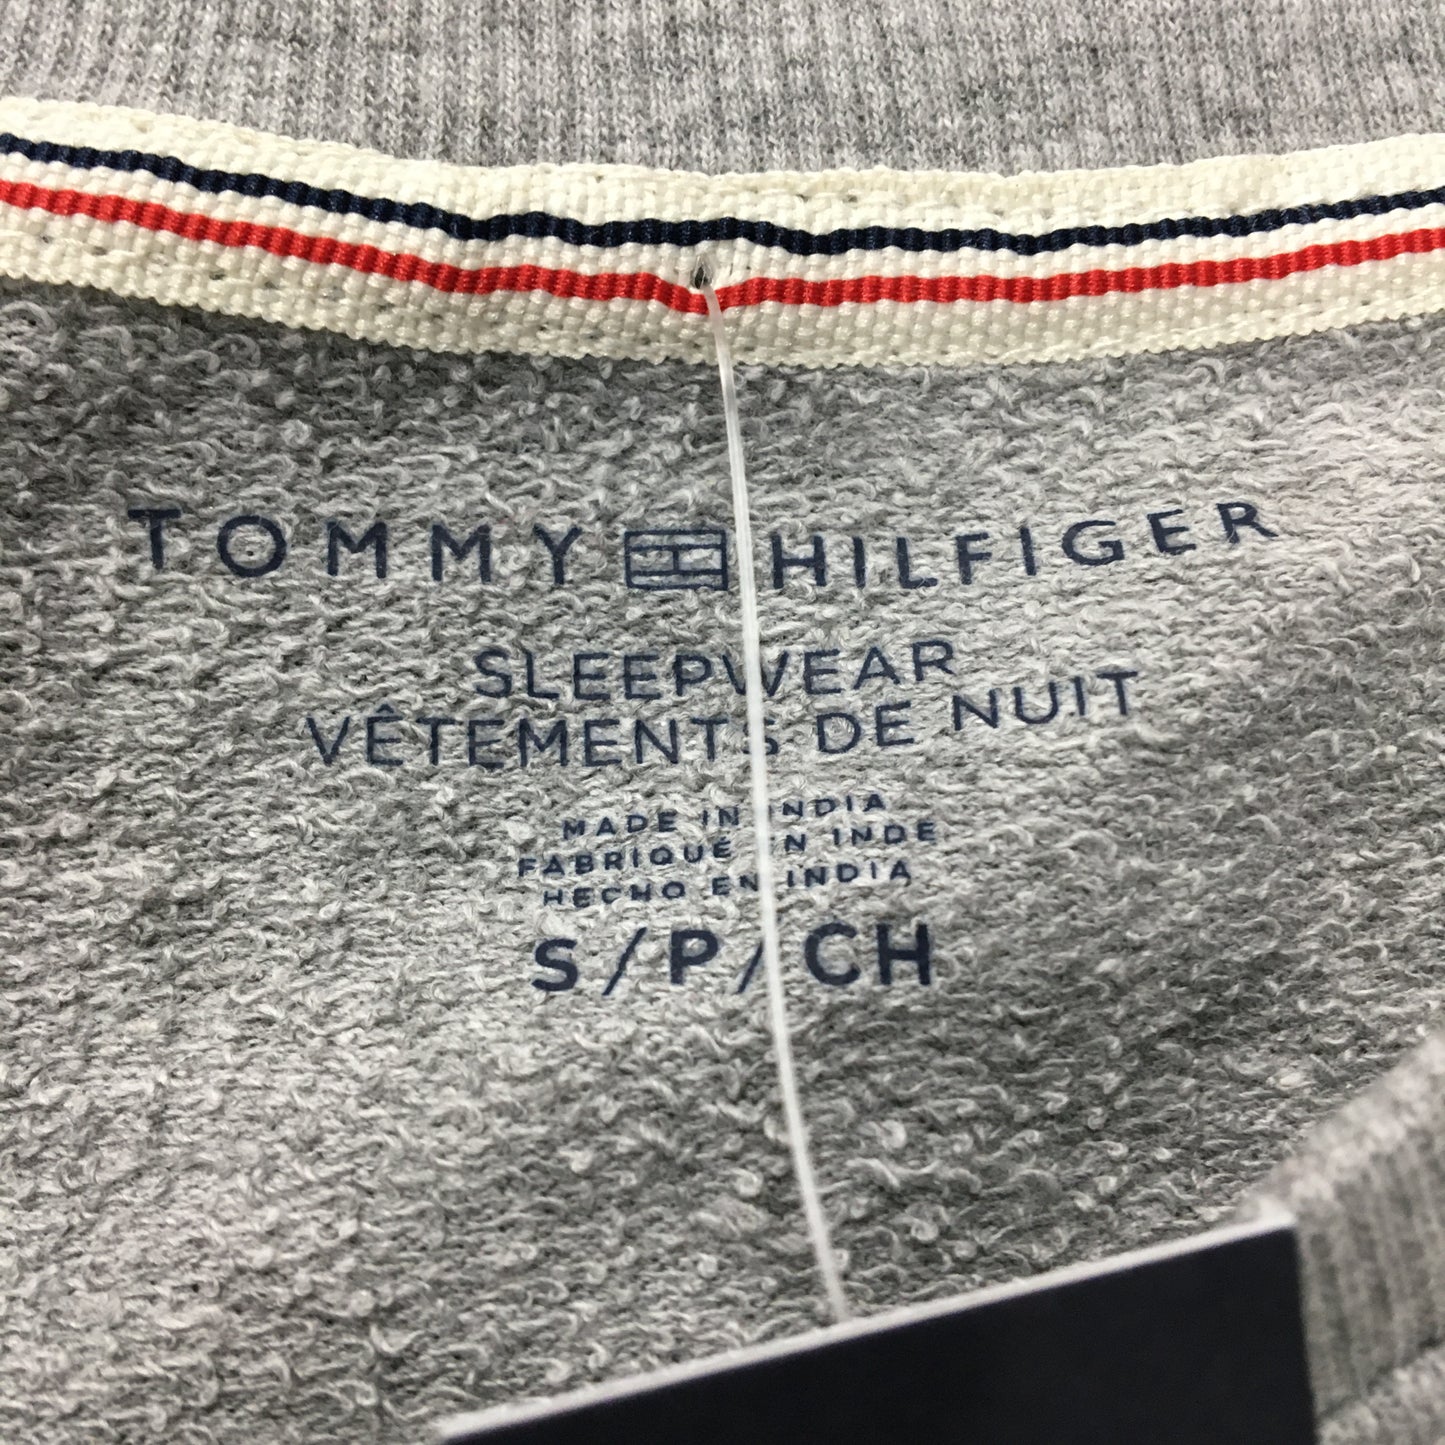 TOMMY HILFIGER
SLEEPWEAR
VÊTEMENTS DE NUIT
MADE IN INDIA
FABRIQUÉ EN INDE
HECHO EN INDIA
S/P/CH